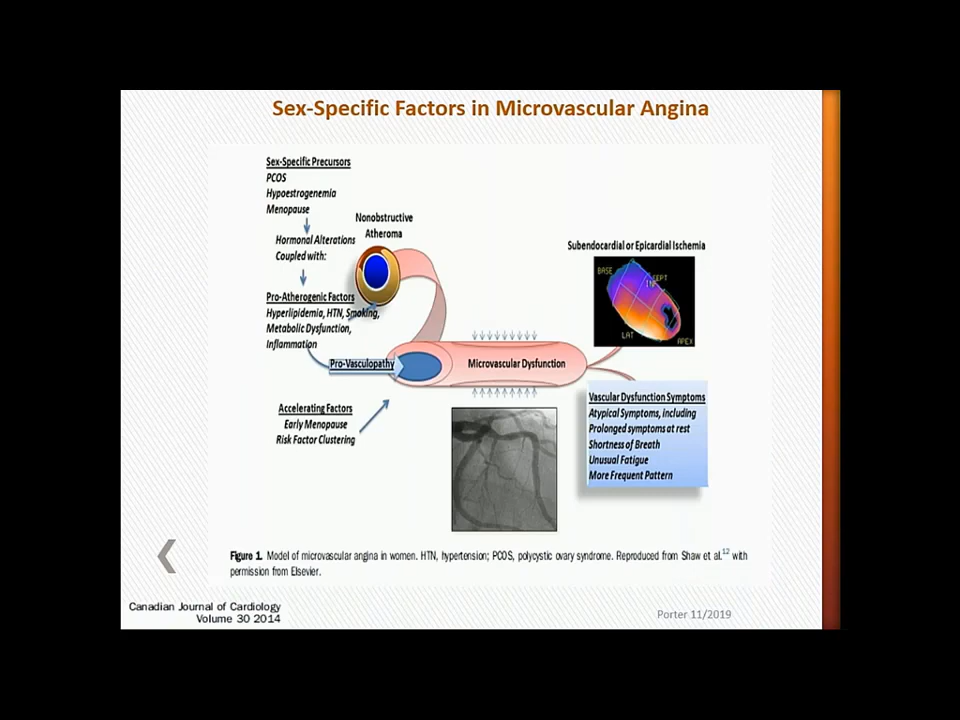 Sex-Specific Factors in Microvascular Angina
Sex-Specific Precursors
PCOS
Hypoestrogenemia
Menopause
Hormonal Alterations
Coupled with:
Pro-Atherogenic Factors
Hyperlipidemia, HTN, Smoking,
Metabolic Dysfunction,
Inflammation
Nonobstructive
Atheroma
Pro-Vasculopathy
Accelerating Factors
Early Menopause
Risk Factor Clustering
Microvascular Dysfunction
Subendocardial or Epicardial Ischemia
BASE
SEPT
INF
LAT
APEX
Vascular Dysfunction Symptoms
Atypical Symptoms, including
Prolonged symptoms at rest
Shortness of Breath
Unusual Fatigue
More Frequent Pattern
Figure 1. Model of microvascular angina in women. HTN, hypertension; PCOS, polycystic ovary syndrome. Reproduced from Shaw et al.12 with
permission from Elsevier.
Canadian Journal of Cardiology
Volume 30 2014
Porter 11/2019